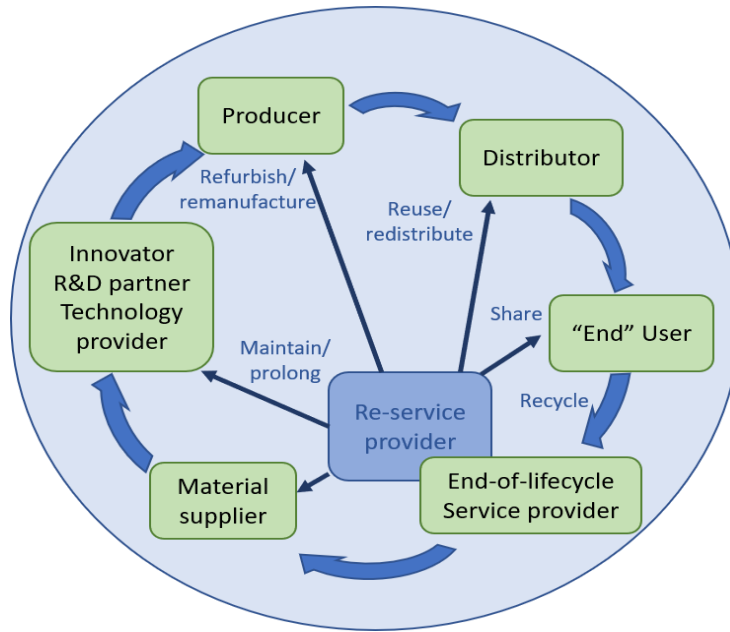 Producer
Distributor
Refurbish/
remanufacture
Reuse/
redistribute
Innovator
R&D partner
Technology
provider
Share
“End” User
Maintain/
prolong
Recycle
Re-service
provider
Material
supplier
End-of-lifecycle
Service provider